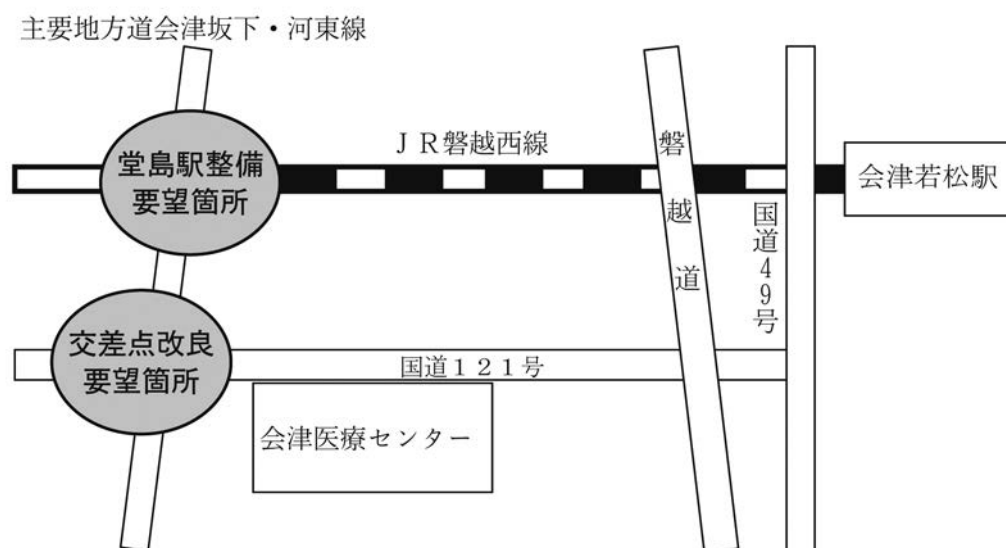 主要地方道会津坂下・河東線
堂島駅整備
要望箇所
ＪＲ磐越西線
磐越道
会津若松駅
国道49号
交差点改良
要望箇所
国道１２１号
会津医療センター